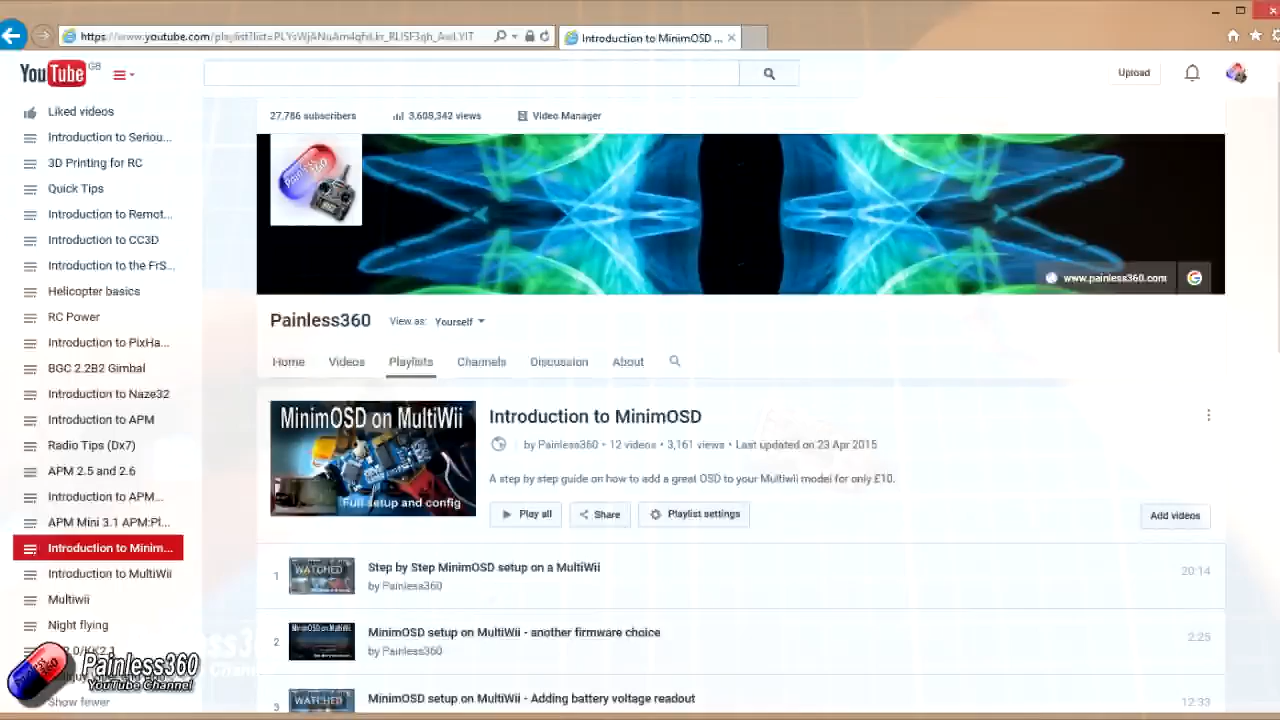 Introduction to MinimOSD ...
YouTube GB
Upload
Liked videos
Introduction to Seriou...
3D Printing for RC
Quick Tips
Introduction to Remot...
Introduction to CC3D
Introduction to the FrS...
Helicopter basics
RC Power
Introduction to PixHa...
BGC 2.2B2 Gimbal
Introduction to Naze32
Introduction to APM
Radio Tips (Dx7)
APM 2.5 and 2.6
Introduction to APM...
APM Mini 3.1 APM:Pl...
Introduction to Minim...
Introduction to MultiWii
Multiwii
Night flying
Show fewer
Painless360
YouTube Channel
27,786 subscribers
3,608,342 views
Video Manager
www.painless360.com
Painless360
View as: Yourself
Home
Videos
Playlists
Channels
Discussion
About
MinimOSD on MultiWii
Full setup and config
Introduction to MinimOSD
by Painless360 • 12 videos • 3,161 views • Last updated on 23 Apr 2015
A step by step guide on how to add a great OSD to your Multiwii model for only £10.
Play all
Share
Playlist settings
Add videos
1
WATCHED
Step by Step MinimOSD setup on a MultiWii
by Painless360
20:14
2
MinimOSD setup on MultiWii - another firmware choice
by Painless360
2:25
3
WATCHED
MinimOSD setup on MultiWii - Adding battery voltage readout
12:33